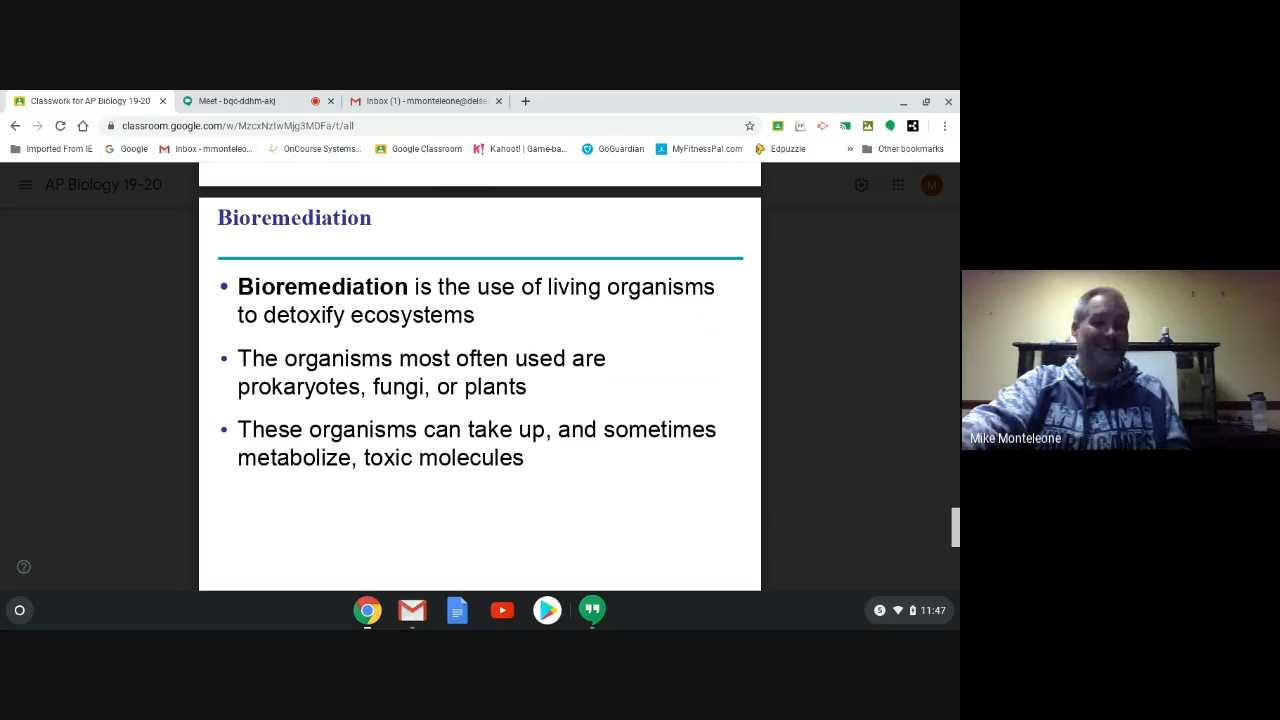 Classwork for AP Biology 19-20
Meet - bqc-ddhm-akj
Inbox (1) - mmonteleone@delse
classroom.google.com/w/MzcxNzIwMjg3MDFa/t/all
Imported From IE
Google
Inbox - mmonteleo...
OnCourse Systems...
Google Classroom
K! Kahoot! | Game-ba...
GoGuardian
MyFitnessPal.com
Edpuzzle
»
Other bookmarks
AP Biology 19-20
M
Bioremediation
• Bioremediation is the use of living organisms
to detoxify ecosystems
• The organisms most often used are
prokaryotes, fungi, or plants
• These organisms can take up, and sometimes
metabolize, toxic molecules
MIAMI
HURRICANES
Mike Monteleone
5
11:47